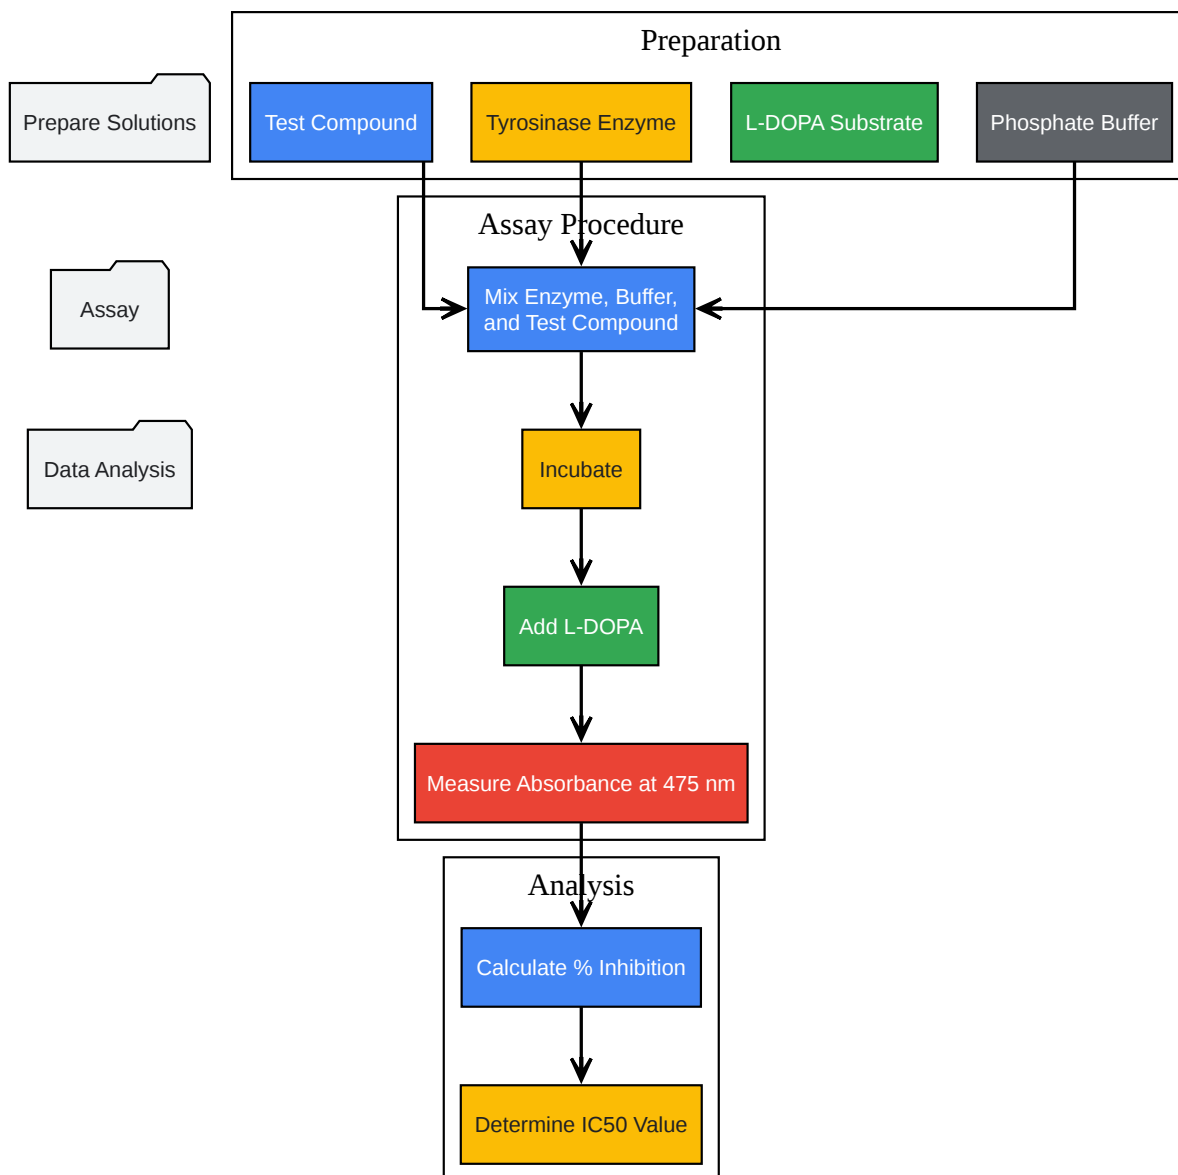 Preparation
Prepare Solutions
Test Compound
Tyrosinase Enzyme
L-DOPA Substrate
Phosphate Buffer
Assay Procedure
Assay
Mix Enzyme, Buffer,
and Test Compound
Data Analysis
Incubate
Add L-DOPA
Measure Absorbance at 475 nm
Analysis
Calculate % Inhibition
Determine IC50 Value